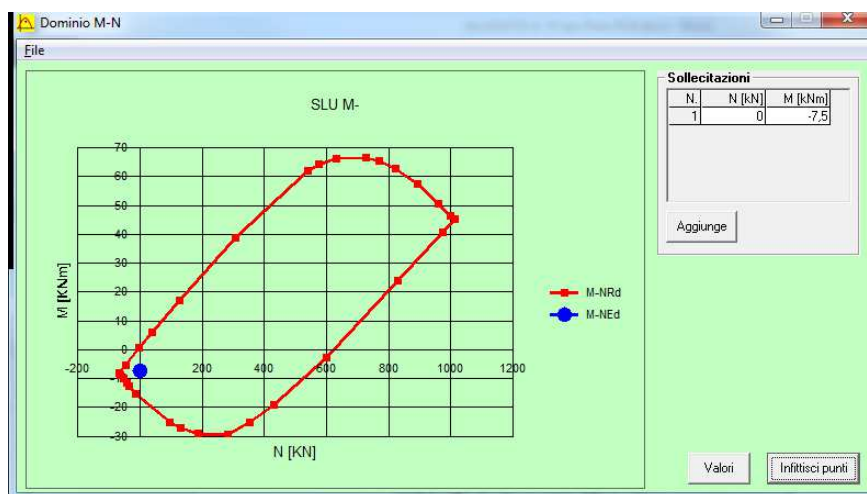 Dominio M-N
File
SLU M-
M [KNm]
70
60
50
40
30
20
10
0
-20
-30
-200
200
400
600
800
1000
1200
N [KN]
M-NRd
M-NEd
Sollecitazioni
N. N [kN] M [kNm]
1 0 -7,5
Aggiunge
Valori
Infittisci punti